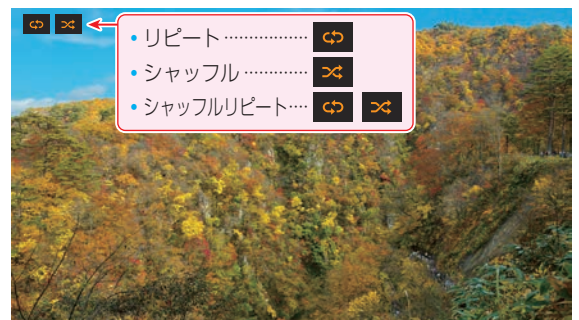 • リピート ……………
• シャッフル ……………
• シャッフルリピート ……